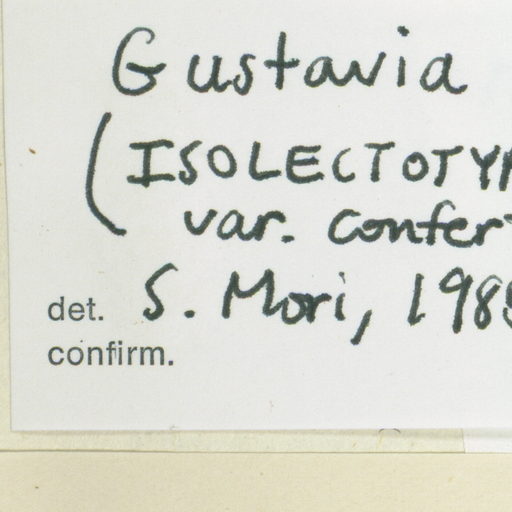 Gustavia
(ISOLECTOTYP
var. confert
det. S. Mori, 198
confirm.